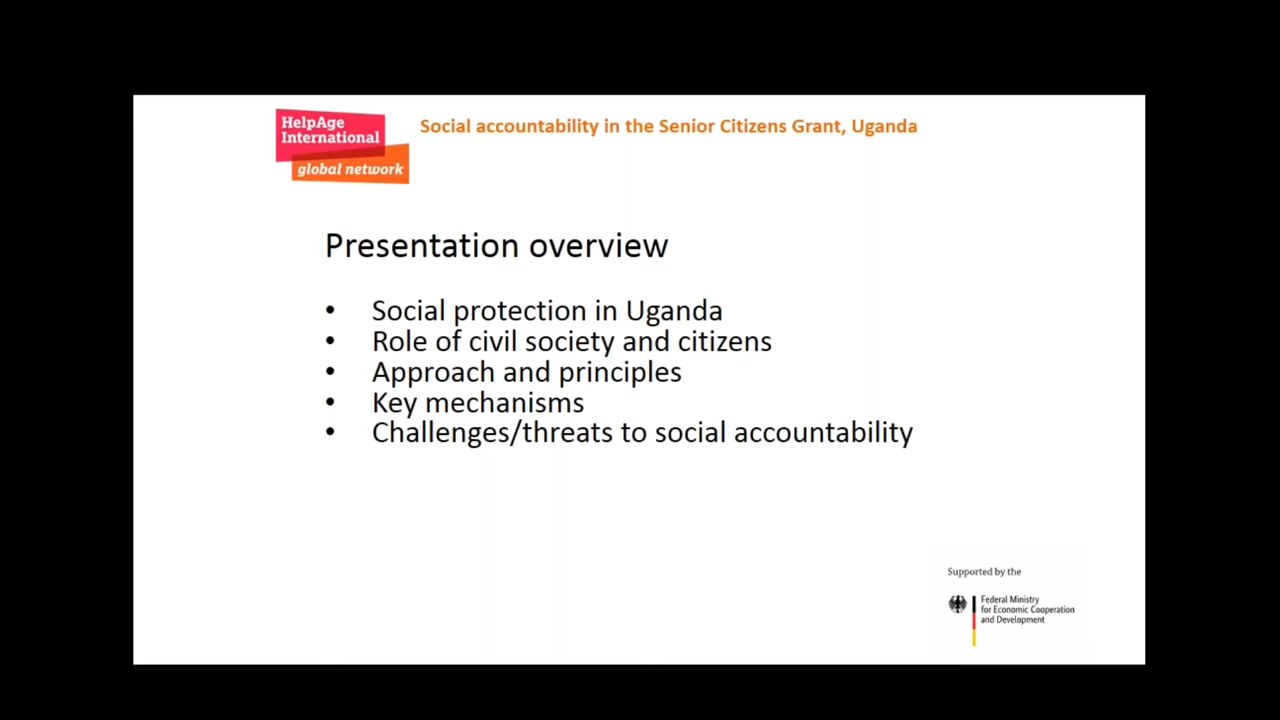 HelpAge
International
global network
Social accountability in the Senior Citizens Grant, Uganda
Presentation overview
• Social protection in Uganda
• Role of civil society and citizens
• Approach and principles
• Key mechanisms
• Challenges/threats to social accountability
Supported by the
Federal Ministry
for Economic Cooperation
and Development